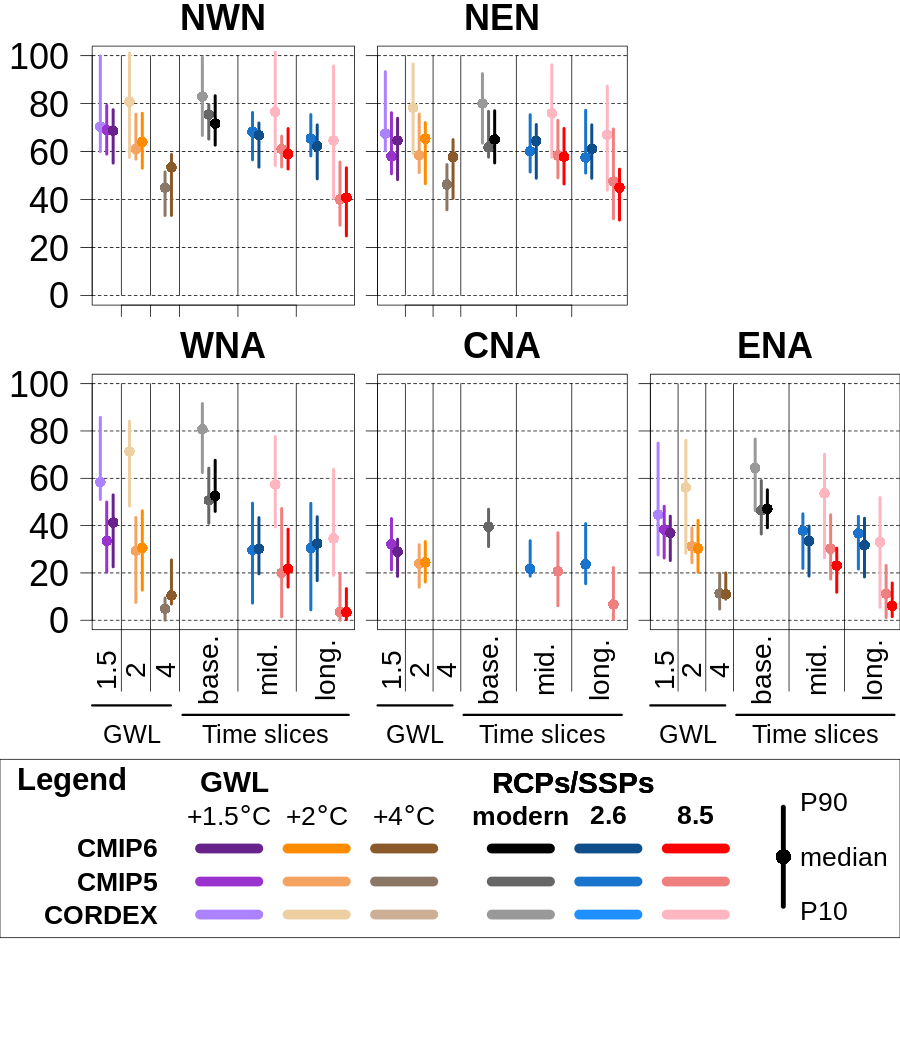 NWN NEN
100
80
60
40
20
0
WNA CNA ENA
100
80
60
40
20
0
1.5 2 4 base. mid. long. 1.5 2 4 base. mid. long. 1.5 2 4 base. mid. long.
GWL Time slices GWL Time slices GWL Time slices
Legend GWL RCPs/SSPs
+1.5°C +2°C +4°C modern 2.6 8.5 P90
CMIP6 median
CMIP5
CORDEX P10